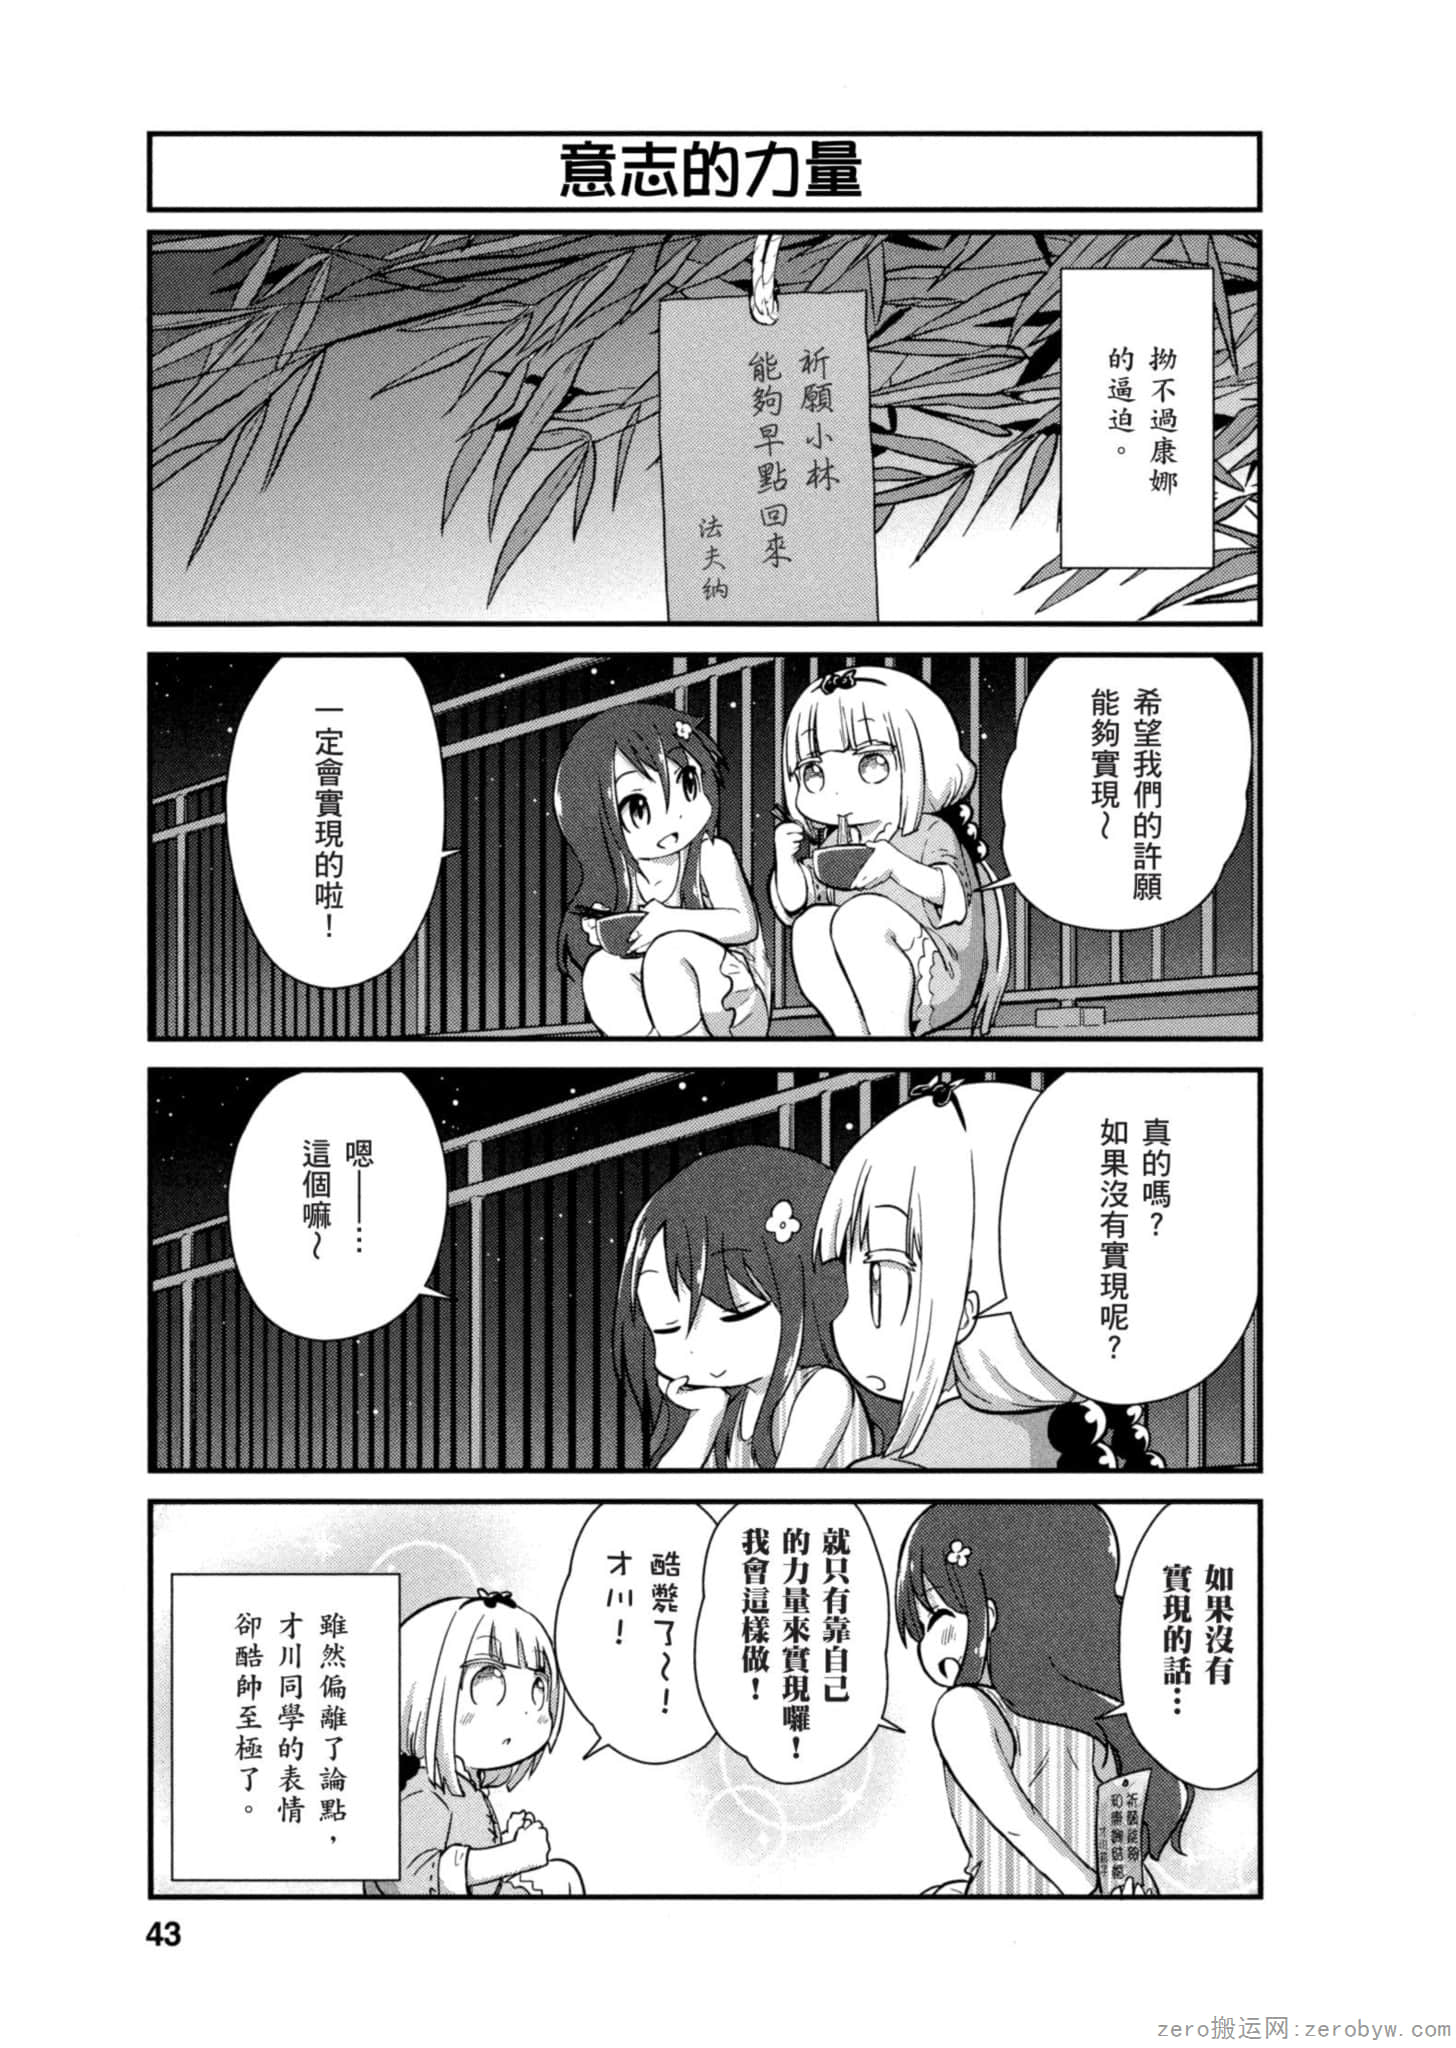 意志的力量
拗不過康娜
的逼迫。
祈願小林
能夠早點回來
法夫納
希望我們的許願
能夠實現～
一定會實現的啦！
真的嗎？
如果沒有實現呢？
嗯——…
這個嘛～
如果沒有
實現的話…
就只有靠自己
的力量來實現囉！
我會這樣做！
酷斃了～！
才川！
雖然偏離了論點，
才川同學的表情
卻酷帥至極了。
43
zero搬运网:zerobyw.com